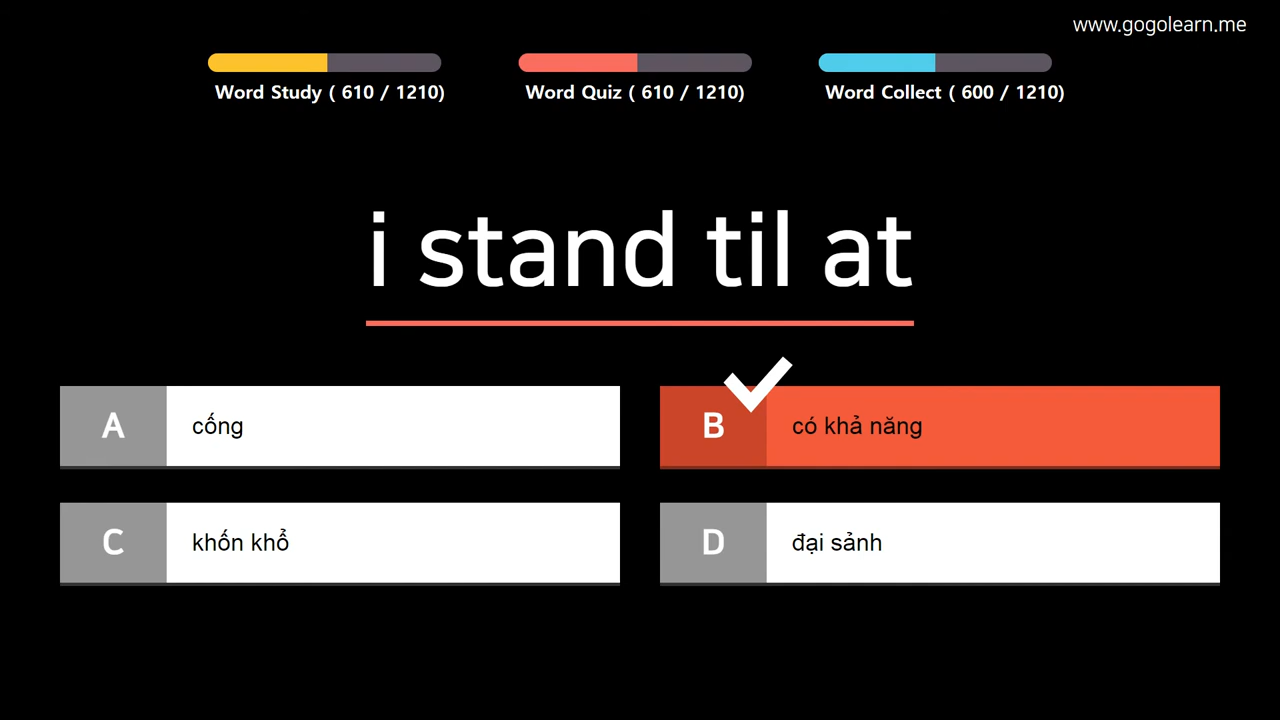 www.gogolearn.me
Word Study ( 610 / 1210)
Word Quiz ( 610 / 1210)
Word Collect ( 600 / 1210)
i stand til at
A
cống
B
có khả năng
C
khốn khổ
D
đại sảnh